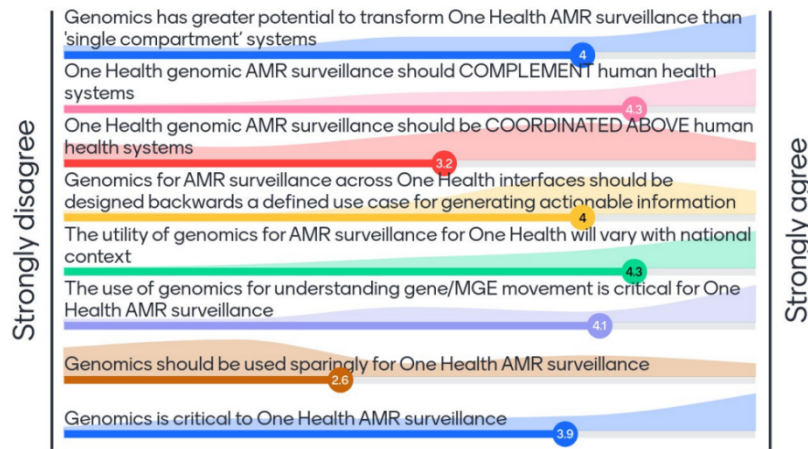 Genomics has greater potential to transform One Health AMR surveillance than
'single compartment' systems
4
One Health genomic AMR surveillance should COMPLEMENT human health
systems
4.3
One Health genomic AMR surveillance should be COORDINATED ABOVE human
health systems
3.2
Genomics for AMR surveillance across One Health interfaces should be
designed backwards a defined use case for generating actionable information
4
The utility of genomics for AMR surveillance for One Health will vary with national
context
4.3
The use of genomics for understanding gene/MGE movement is critical for One
Health AMR surveillance
4.1
Genomics should be used sparingly for One Health AMR surveillance
2.6
Genomics is critical to One Health AMR surveillance
3.9
Strongly disagree
Strongly agree